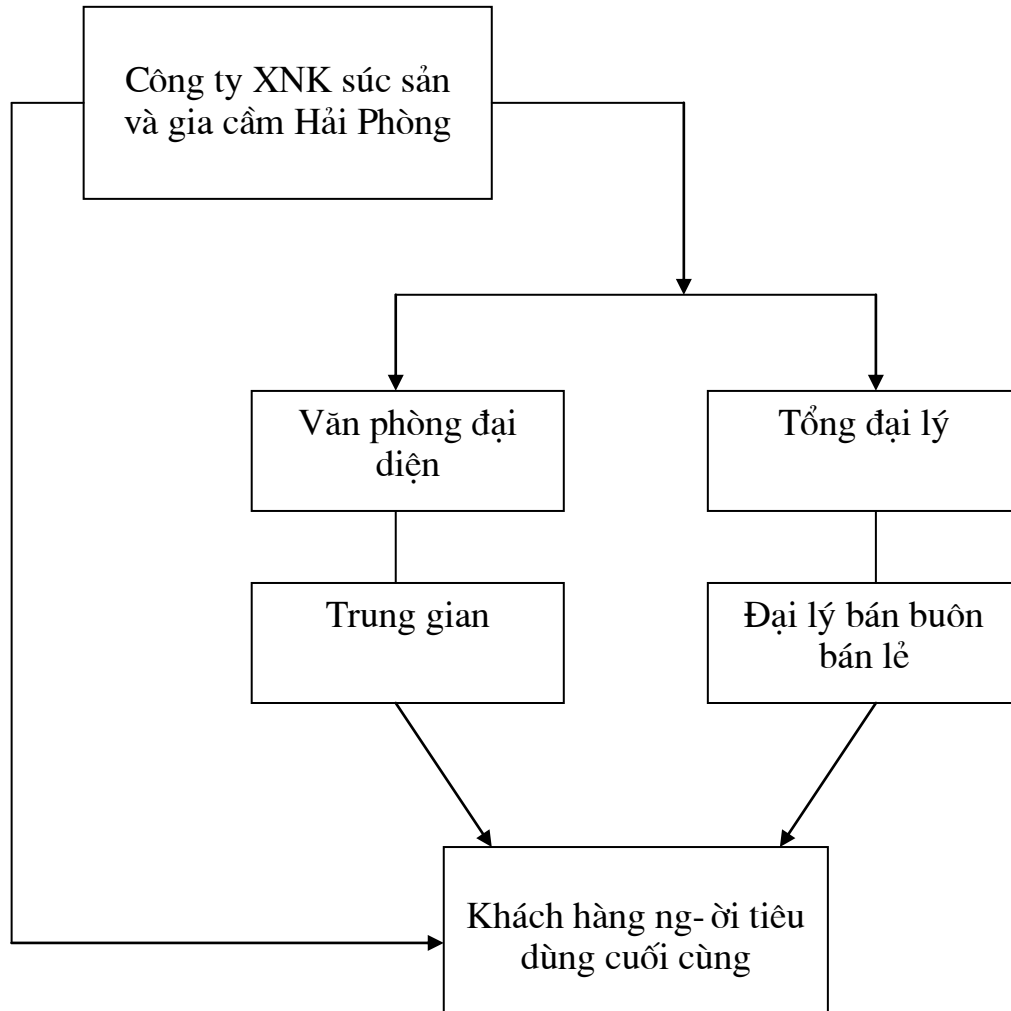 Công ty XNK súc sản
và gia cầm Hải Phòng
Văn phòng đại
diện
Tổng đại lý
Trung gian
Đại lý bán buôn
bán lẻ
Khách hàng ng- ời tiêu
dùng cuối cùng